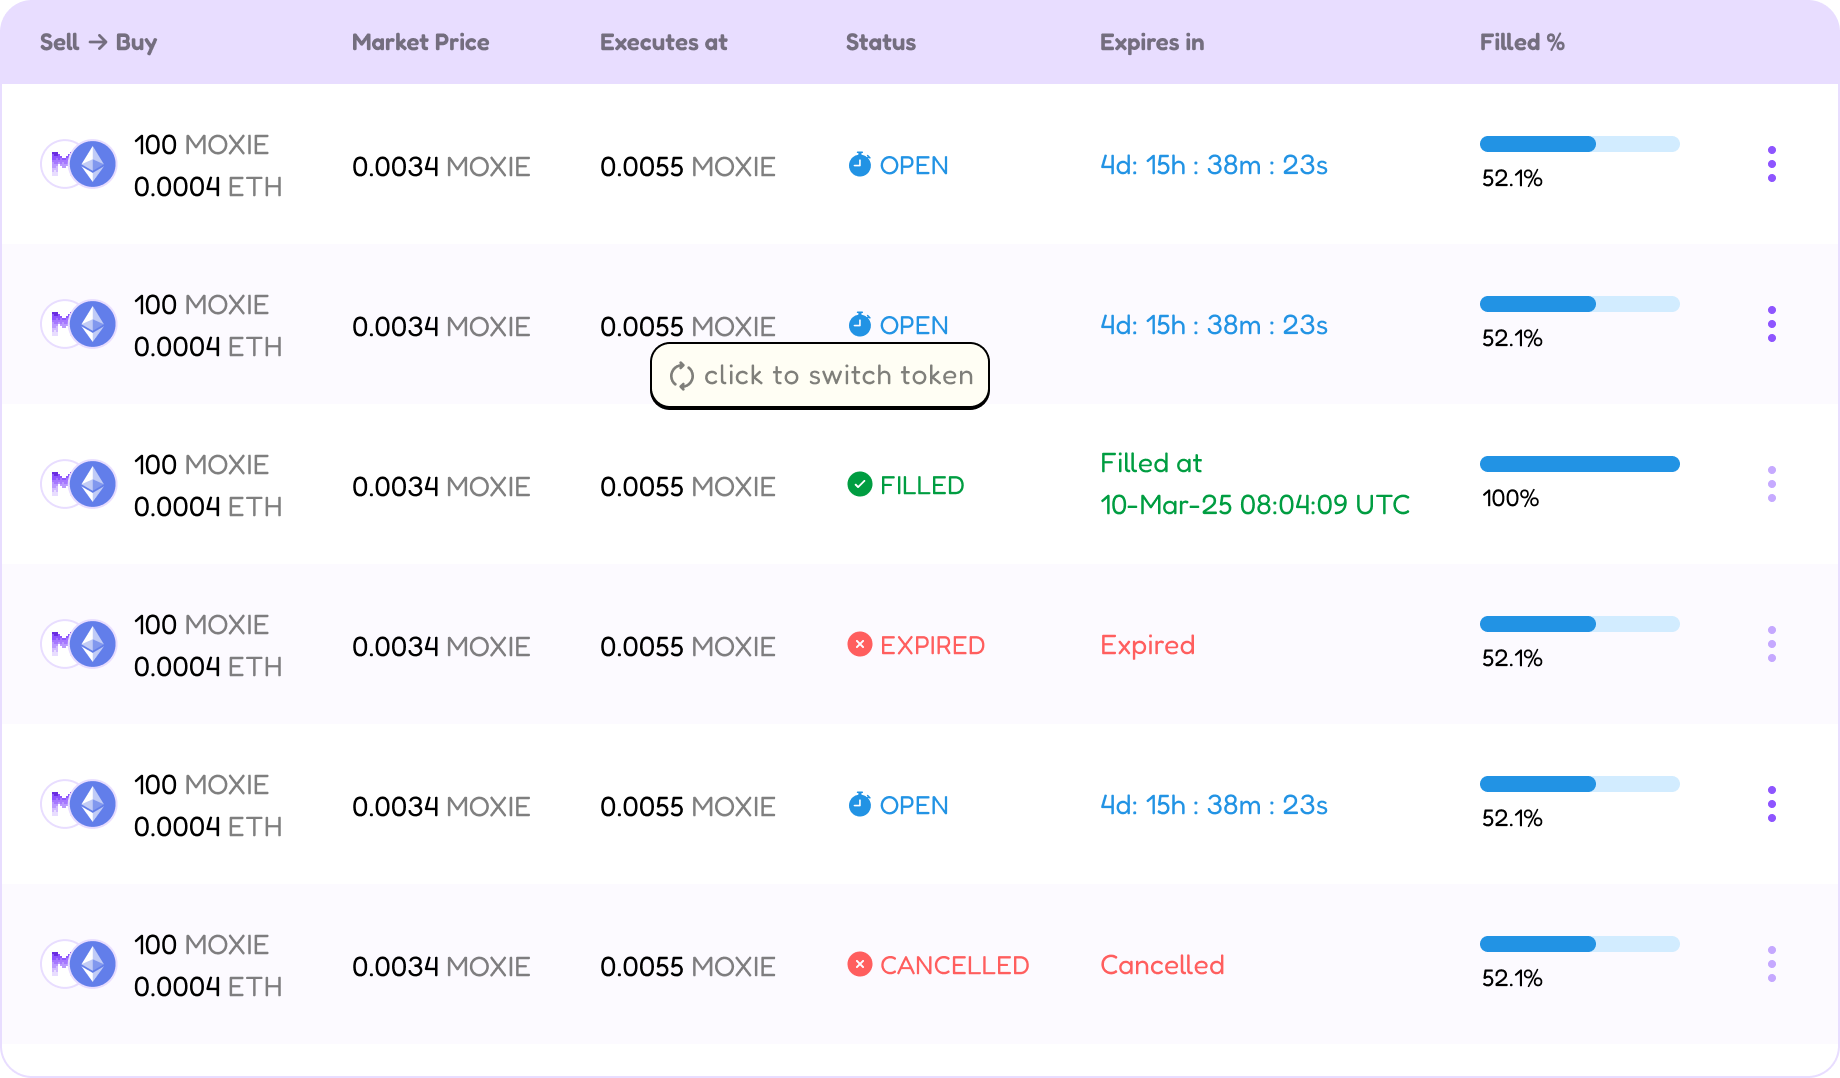 Sell → Buy Market Price Executes at Status Expires in Filled %
100 MOXIE
0.0004 ETH 0.0034 MOXIE 0.0055 MOXIE OPEN 4d: 15h : 38m : 23s 52.1%
100 MOXIE
0.0004 ETH 0.0034 MOXIE 0.0055 MOXIE OPEN 4d: 15h : 38m : 23s 52.1%
click to switch token
100 MOXIE
0.0004 ETH 0.0034 MOXIE 0.0055 MOXIE FILLED Filled at
10-Mar-25 08:04:09 UTC 100%
100 MOXIE
0.0004 ETH 0.0034 MOXIE 0.0055 MOXIE EXPIRED Expired 52.1%
100 MOXIE
0.0004 ETH 0.0034 MOXIE 0.0055 MOXIE OPEN 4d: 15h : 38m : 23s 52.1%
100 MOXIE
0.0004 ETH 0.0034 MOXIE 0.0055 MOXIE CANCELLED Cancelled 52.1%